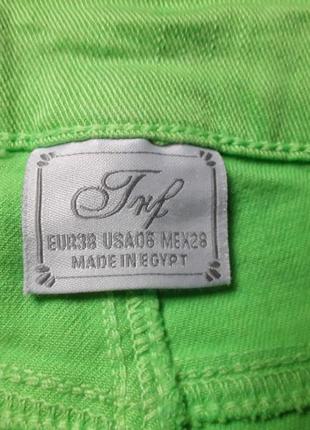 Trf
EUR38 USA06 MEX28
MADE IN EGYPT